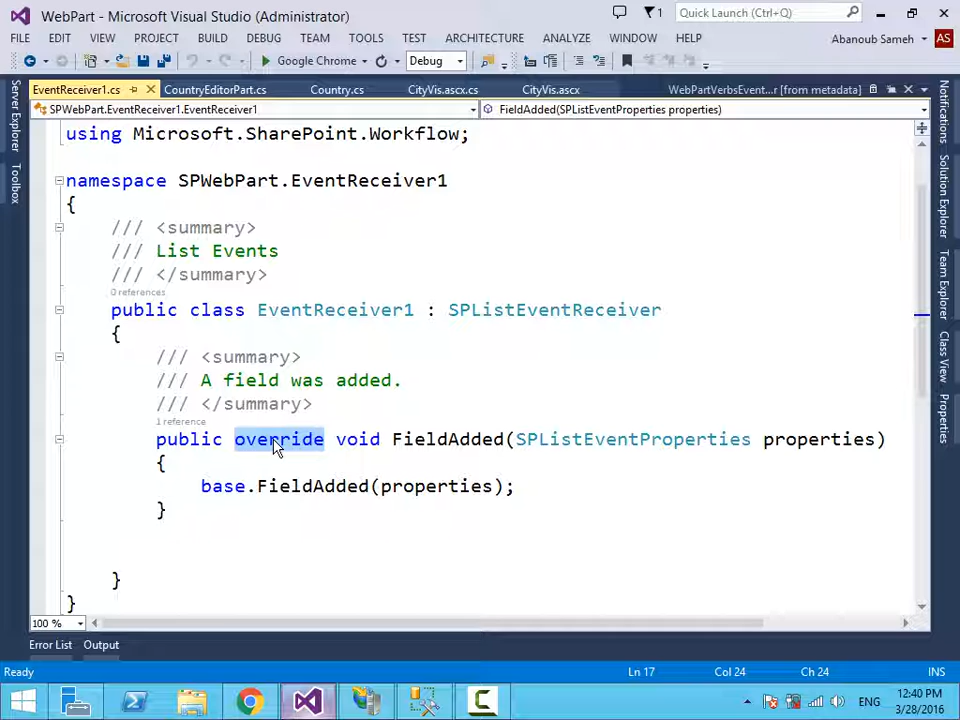 WebPart - Microsoft Visual Studio (Administrator)
1
Quick Launch (Ctrl+Q)
FILE EDIT VIEW PROJECT BUILD DEBUG TEAM TOOLS TEST ARCHITECTURE ANALYZE WINDOW HELP
Abanoub Sameh AS
Google Chrome Debug
EventReceiver1.cs CountryEditorPart.cs Country.cs CityVis.ascx.cs CityVis.ascx WebPartVerbsEvent...r [from metadata]
SPWebPart.EventReceiver1.EventReceiver1 FieldAdded(SPListEventProperties properties)
Server Explorer
Toolbox
using Microsoft.SharePoint.Workflow;
namespace SPWebPart.EventReceiver1
{
/// <summary>
/// List Events
/// </summary>
0 references
public class EventReceiver1 : SPListEventReceiver
{
/// <summary>
/// A field was added.
/// </summary>
1 reference
public override void FieldAdded(SPListEventProperties properties)
{
base.FieldAdded(properties);
}
}
}
Notifications
Solution Explorer
Team Explorer
Class View
Properties
100 %
Error List Output
Ready Ln 17 Col 24 Ch 24 INS
ENG
12:40 PM
3/28/2016